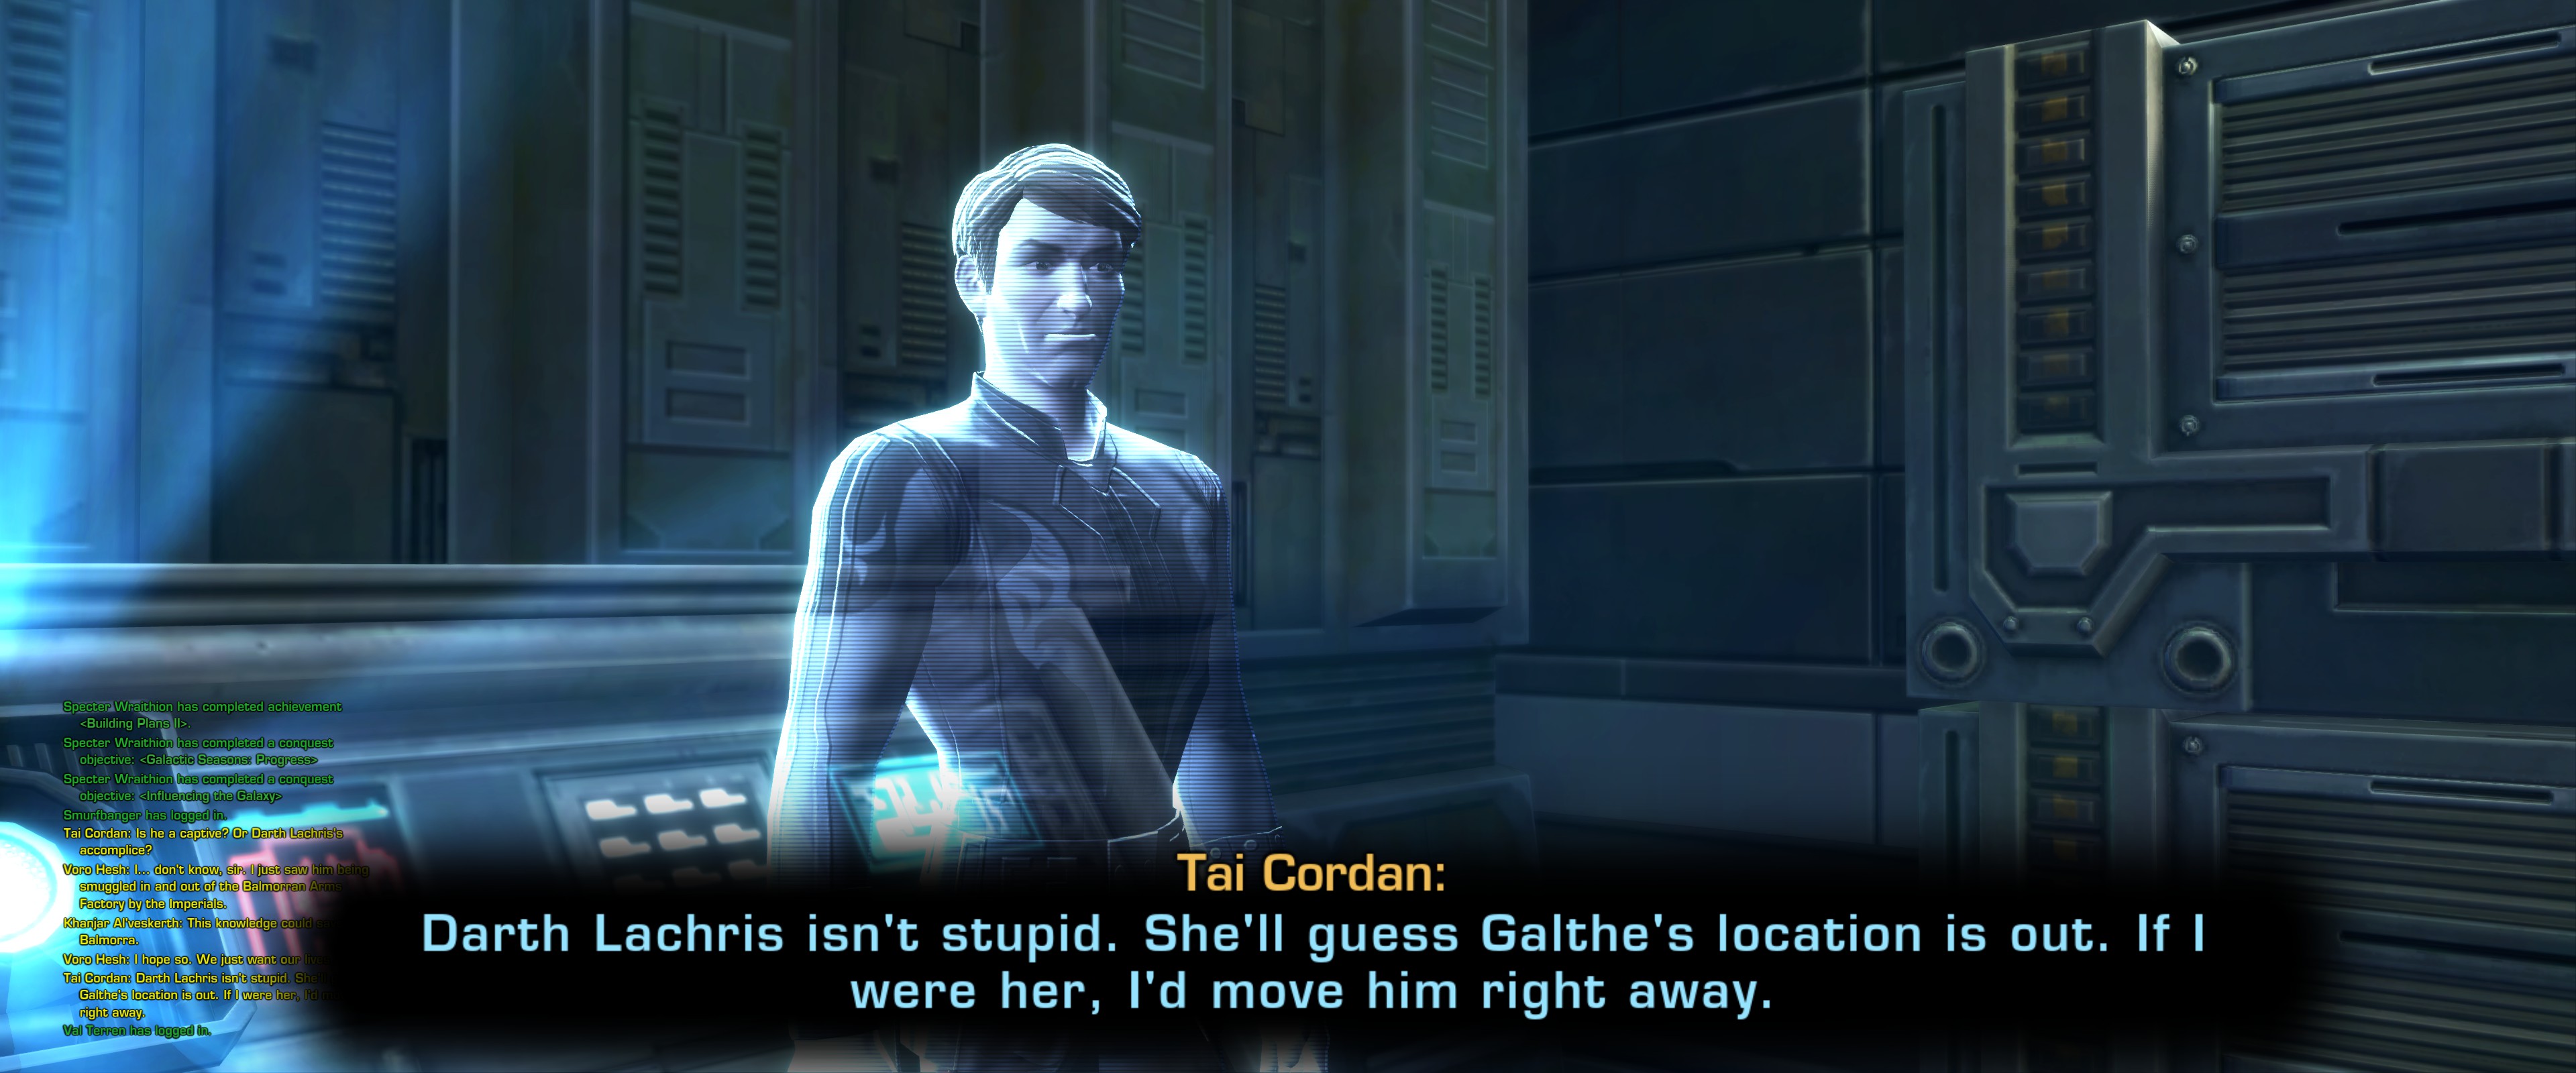 Specter Wraithion has completed achievement
<Building Plans II>.
Specter Wraithion has completed a conquest
objective: <Galactic Seasons: Progress>
Specter Wraithion has completed a conquest
objective: <Influencing the Galaxy>
Smurfbanger has logged in.
Tai Cordan: Is he a captive? Or Darth Lachris's
accomplice?
Voro Hesh: I... don't know, sir. I just saw him being
smuggled in and out of the Balmorran Arms
Factory by the Imperials.
Khanjar Al'veskerth: This knowledge could
Balmorra.
Voro Hesh: I hope so. We just want our
Tai Cordan: Darth Lachris isn't stupid. She'll
Galthe's location is out. If I were her, I'd
right away.
Val Terren has logged in.
Tai Cordan:
Darth Lachris isn't stupid. She'll guess Galthe's location is out. If I
were her, I'd move him right away.